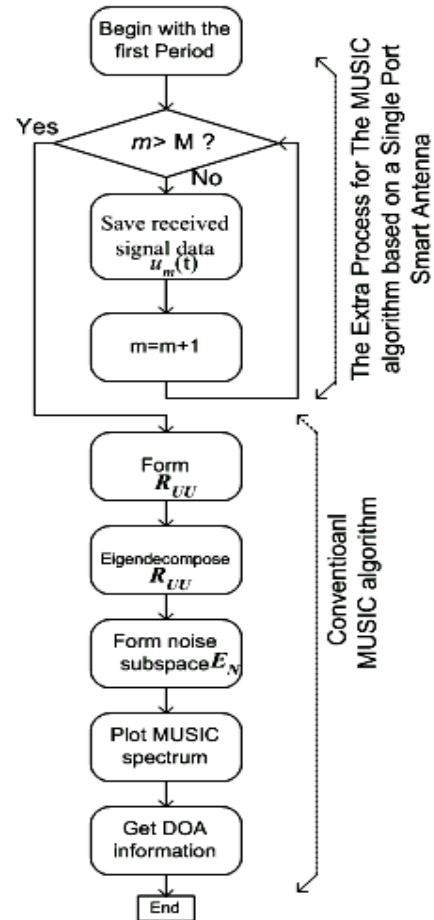 Begin with the
first Period
Yes
m> M ?
No
Save received
signal data
u_m(t)
m=m+1
The Extra Process for The MUSIC
algorithm based on a Single Port
Smart Antenna
Form
R_UU
Eigendecompose
R_UU
Form noise
subspace E_N
Plot MUSIC
spectrum
Get DOA
information
End
Conventioanl
MUSIC algorithm